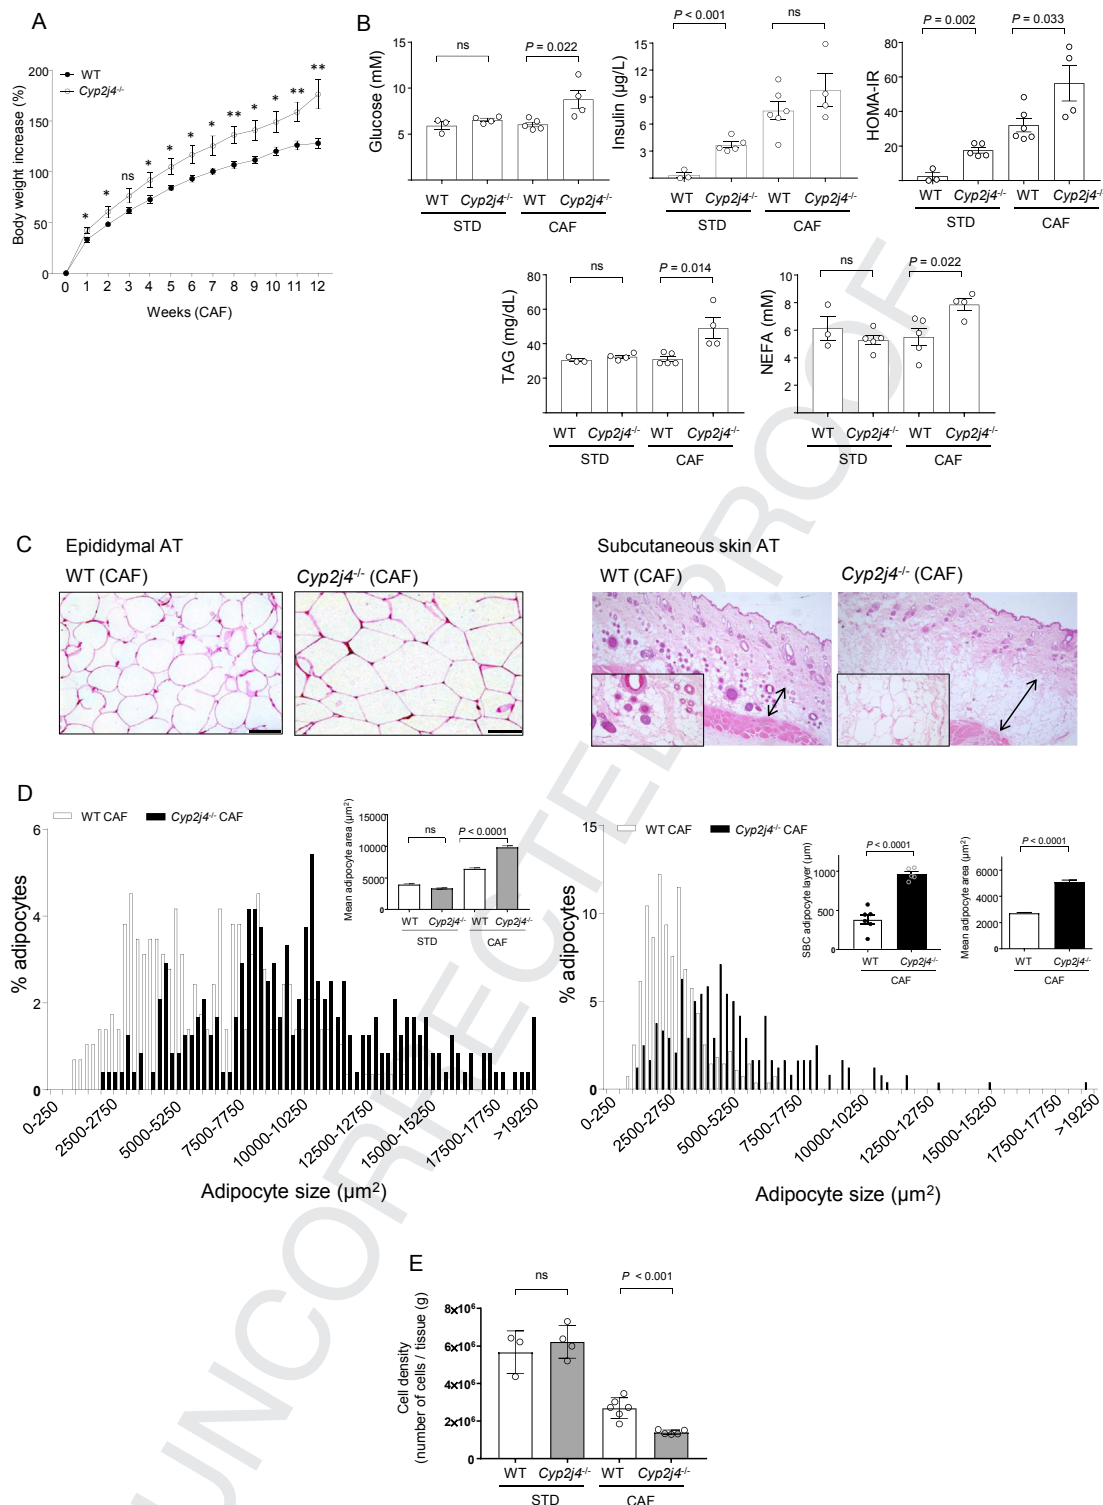 A
WT
Cyp2j4-/-
Body weight increase (%)
200
150
100
50
0
* * ns * * * * ** * * ** **
0 1 2 3 4 5 6 7 8 9 10 11 12
Weeks (CAF)
B
Glucose (mM)
15
10
5
ns
P = 0.022
WT Cyp2j4-/- WT Cyp2j4-/-
STD CAF
Insulin (µg/L)
15
12
9
6
3
P < 0.001
ns
WT Cyp2j4-/- WT Cyp2j4-/-
STD CAF
HOMA-IR
80
60
40
20
0
P = 0.002
P = 0.033
WT Cyp2j4-/- WT Cyp2j4-/-
STD CAF
TAG (mg/dL)
80
60
40
20
ns
P = 0.014
WT Cyp2j4-/- WT Cyp2j4-/-
STD CAF
NEFA (mM)
10
8
6
4
2
ns
P = 0.022
WT Cyp2j4-/- WT Cyp2j4-/-
STD CAF
C
Epididymal AT
WT (CAF) Cyp2j4-/- (CAF)
Subcutaneous skin AT
WT (CAF) Cyp2j4-/- (CAF)
D
WT CAF Cyp2j4-/- CAF
% adipocytes
6
4
2
0
0-250
2500-2750
5000-5250
7500-7750
10000-10250
12500-12750
15000-15250
17500-17750
>19250
Adipocyte size (µm2)
Mean adipocyte area (µm2)
15000
10000
5000
0
ns
P < 0.0001
WT Cyp2j4-/- WT Cyp2j4-/-
STD CAF
WT CAF Cyp2j4-/- CAF
% adipocytes
15
10
5
0
0-250
2500-2750
5000-5250
7500-7750
10000-10250
12500-12750
15000-15250
17500-17750
>19250
Adipocyte size (µm2)
SBC adipocyte layer (µm)
1000
500
0
P < 0.0001
WT Cyp2j4-/-
CAF
Mean adipocyte area (µm2)
6000
4000
2000
0
P < 0.0001
WT Cyp2j4-/-
CAF
E
Cell density
(number of cells / tissue (g)
8×106
6×106
4×106
2×106
0
ns
P < 0.001
WT Cyp2j4-/- WT Cyp2j4-/-
STD CAF
UNCORRECTED PROOF